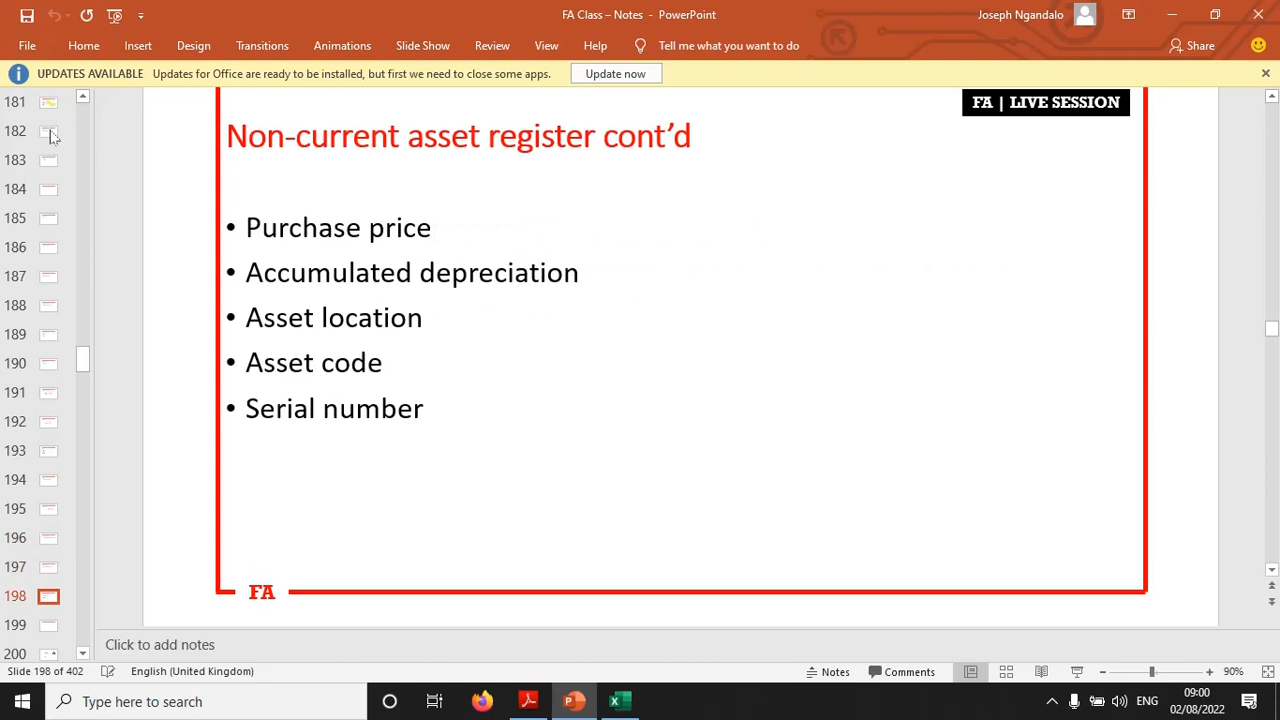 FA Class – Notes - PowerPoint
Joseph Ngandalo
File Home Insert Design Transitions Animations Slide Show Review View Help Tell me what you want to do Share
UPDATES AVAILABLE Updates for Office are ready to be installed, but first we need to close some apps. Update now
181
182
183
184
185
186
187
188
189
190
191
192
193
194
195
196
197
198
199
200
FA | LIVE SESSION
Non-current asset register cont’d
• Purchase price
• Accumulated depreciation
• Asset location
• Asset code
• Serial number
FA
Click to add notes
Slide 198 of 402 English (United Kingdom) Notes Comments 90%
Type here to search
ENG
09:00
02/08/2022